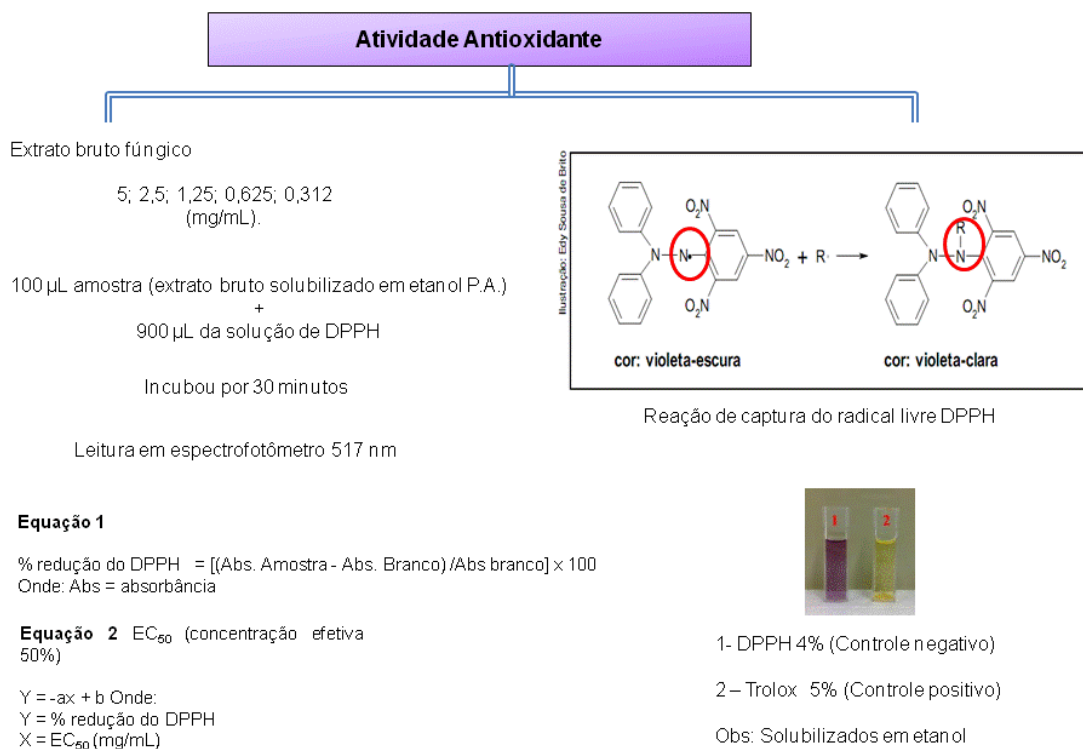 Atividade Antioxidante
Extrato bruto fúngico
5; 2,5; 1,25; 0,625; 0,312
(mg/mL).
100 µL amostra (extrato bruto solubilizado em etanol P.A.)
+
900 µL da solução de DPPH
Incubou por 30 minutos
Leitura em espectrofotômetro 517 nm
Equação 1
% redução do DPPH = [(Abs. Amostra - Abs. Branco) /Abs branco] x 100
Onde: Abs = absorbância
Equação 2 EC₅₀ (concentração efetiva
50%)
Y = -ax + b Onde:
Y = % redução do DPPH
X = EC₅₀ (mg/mL)
Ilustração: Edy Sousa de Brito
O₂N
N
N•
NO₂
O₂N
+ R·
O₂N
R
N
N
NO₂
O₂N
cor: violeta-escura
cor: violeta-clara
Reação de captura do radical livre DPPH
1
2
1- DPPH 4% (Controle negativo)
2 – Trolox 5% (Controle positivo)
Obs: Solubilizados em etanol